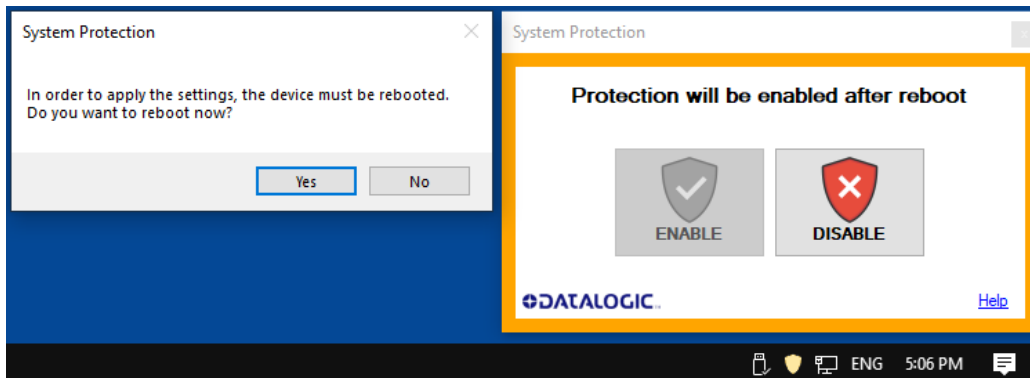 System Protection
In order to apply the settings, the device must be rebooted.
Do you want to reboot now?
Yes
No
System Protection
Protection will be enabled after reboot
ENABLE
DISABLE
DATALOGIC™
Help
ENG
5:06 PM